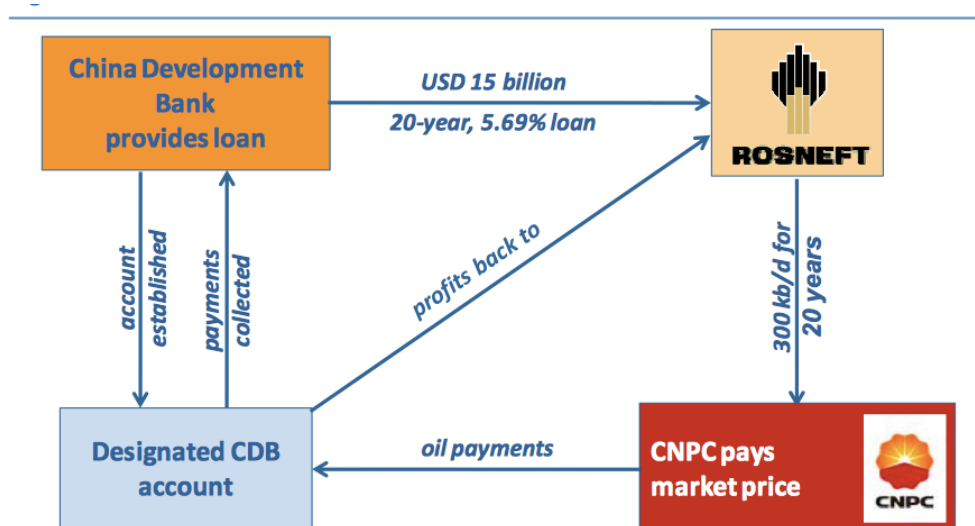 China Development
Bank
provides loan
USD 15 billion
20-year, 5.69% loan
ROSNEFT
account
established
payments
collected
profits back to
300 kb/d for
20 years
Designated CDB
account
oil payments
CNPC pays
market price
CNPC